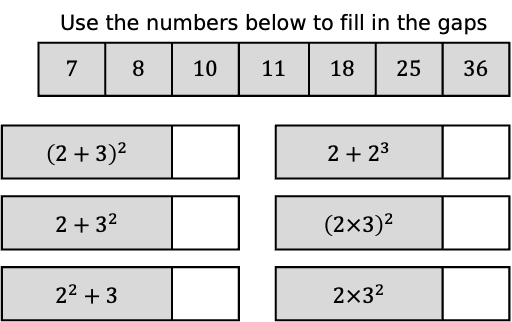 Use the numbers below to fill in the gaps
7 8 10 11 18 25 36
(2 + 3)² 2 + 2³
2 + 3² (2×3)²
2² + 3 2×3²